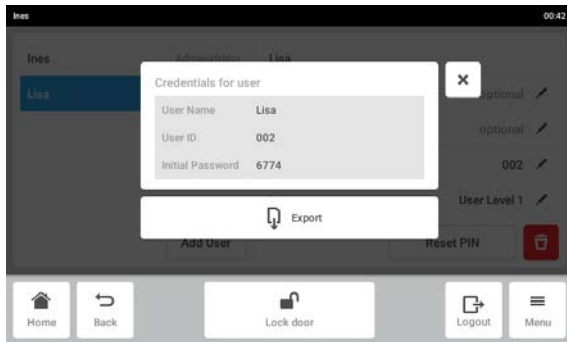 Ines 00:42
Ines Administrator Lisa
Lisa
Credentials for user
User Name Lisa
User ID 002
Initial Password 6774
optional
optional
002
User Level 1
Export
Add User Reset PIN
Home Back Lock door Logout Menu